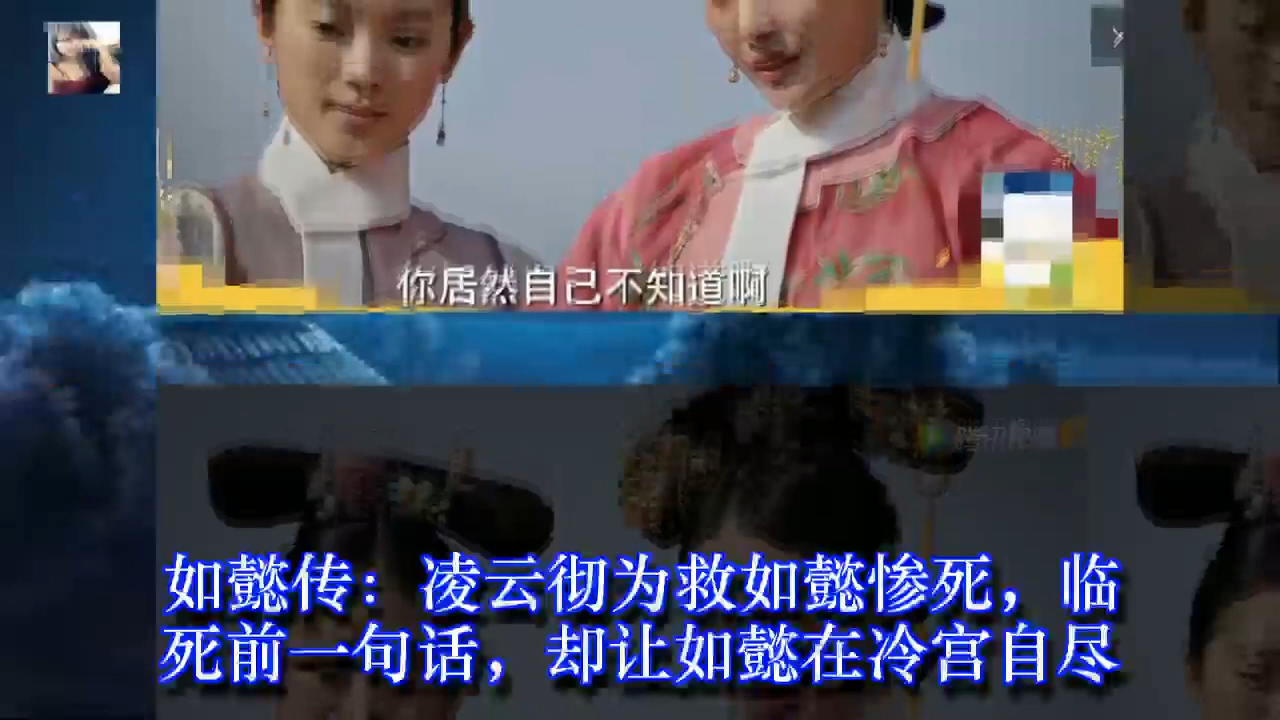 你居然自己不知道啊
如懿传：凌云彻为救如懿惨死，临
死前一句话，却让如懿在冷宫自尽